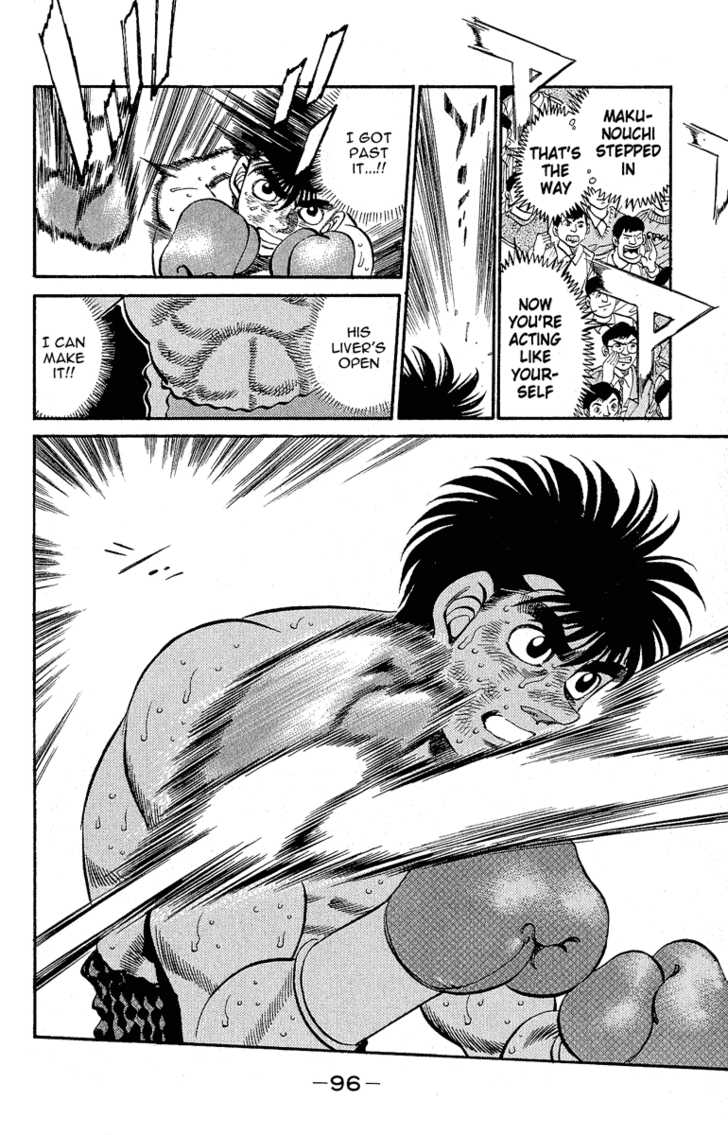 MAKU-
NOUCHI
STEPPED
IN
THAT'S
THE
WAY
NOW
YOU'RE
ACTING
LIKE
YOUR-
SELF
I GOT
PAST
IT...!!
HIS
LIVER'S
OPEN
I CAN
MAKE
IT!!
—96—